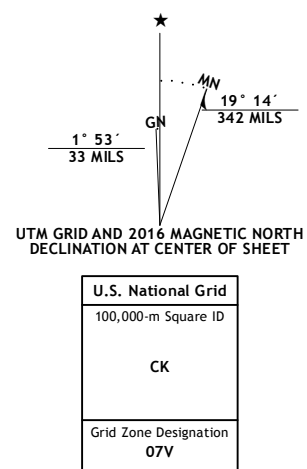 ★
MN
GN
19° 14´
342 MILS
1° 53´
33 MILS
UTM GRID AND 2016 MAGNETIC NORTH
DECLINATION AT CENTER OF SHEET
U.S. National Grid
100,000-m Square ID
CK
Grid Zone Designation
07V